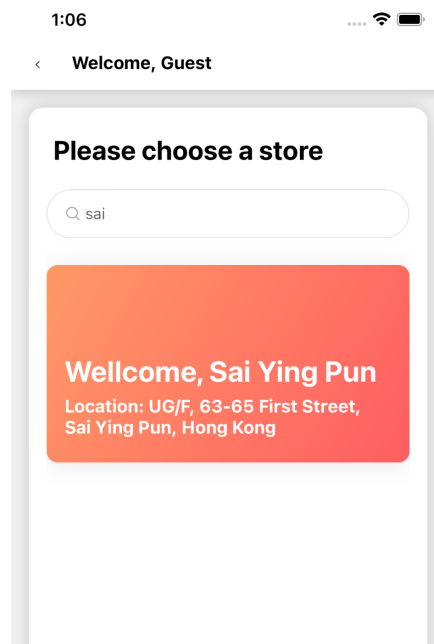 1:06
Welcome, Guest
Please choose a store
sai
Wellcome, Sai Ying Pun
Location: UG/F, 63-65 First Street,
Sai Ying Pun, Hong Kong